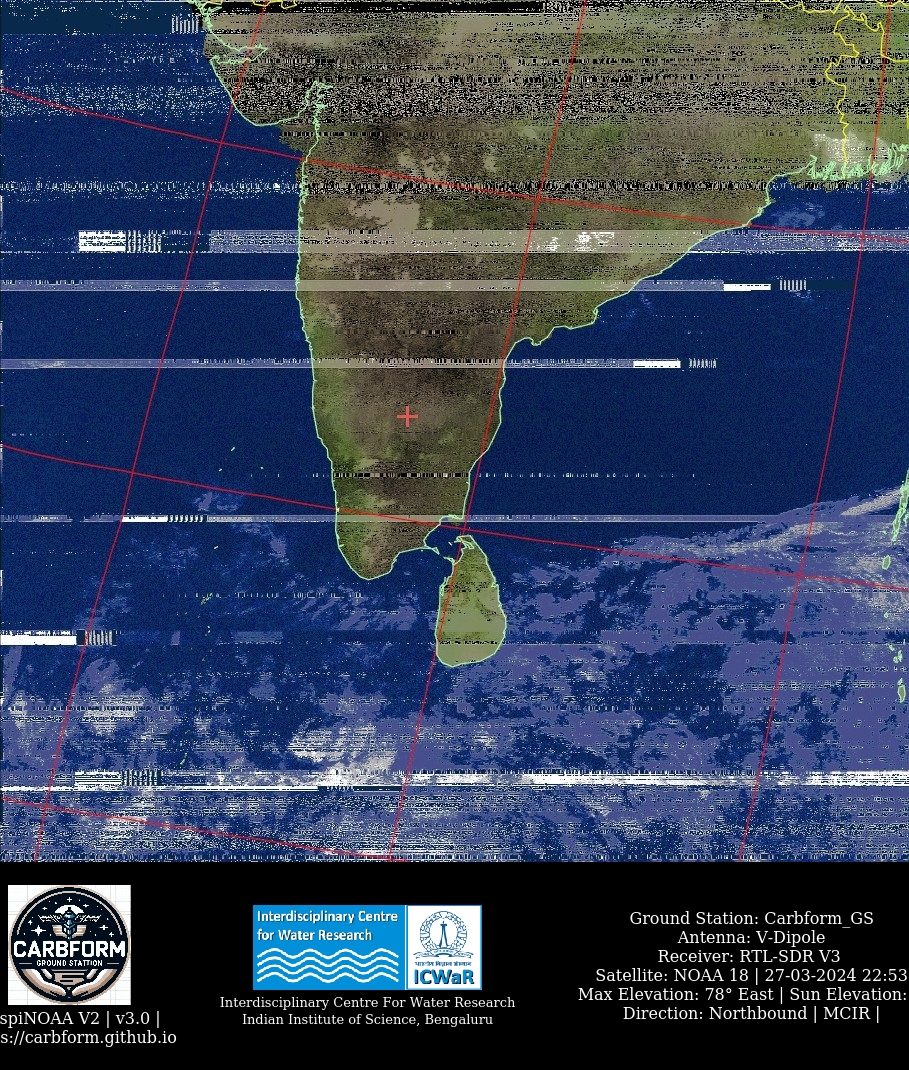 CARBFORM
GROUND STATION
spiNOAA V2 | v3.0 |
s://carbform.github.io
Interdisciplinary Centre
for Water Research
ICWaR
Interdisciplinary Centre For Water Research
Indian Institute of Science, Bengaluru
Ground Station: Carbform_GS
Antenna: V-Dipole
Receiver: RTL-SDR V3
Satellite: NOAA 18 | 27-03-2024 22:53
Max Elevation: 78° East | Sun Elevation:
Direction: Northbound | MCIR |